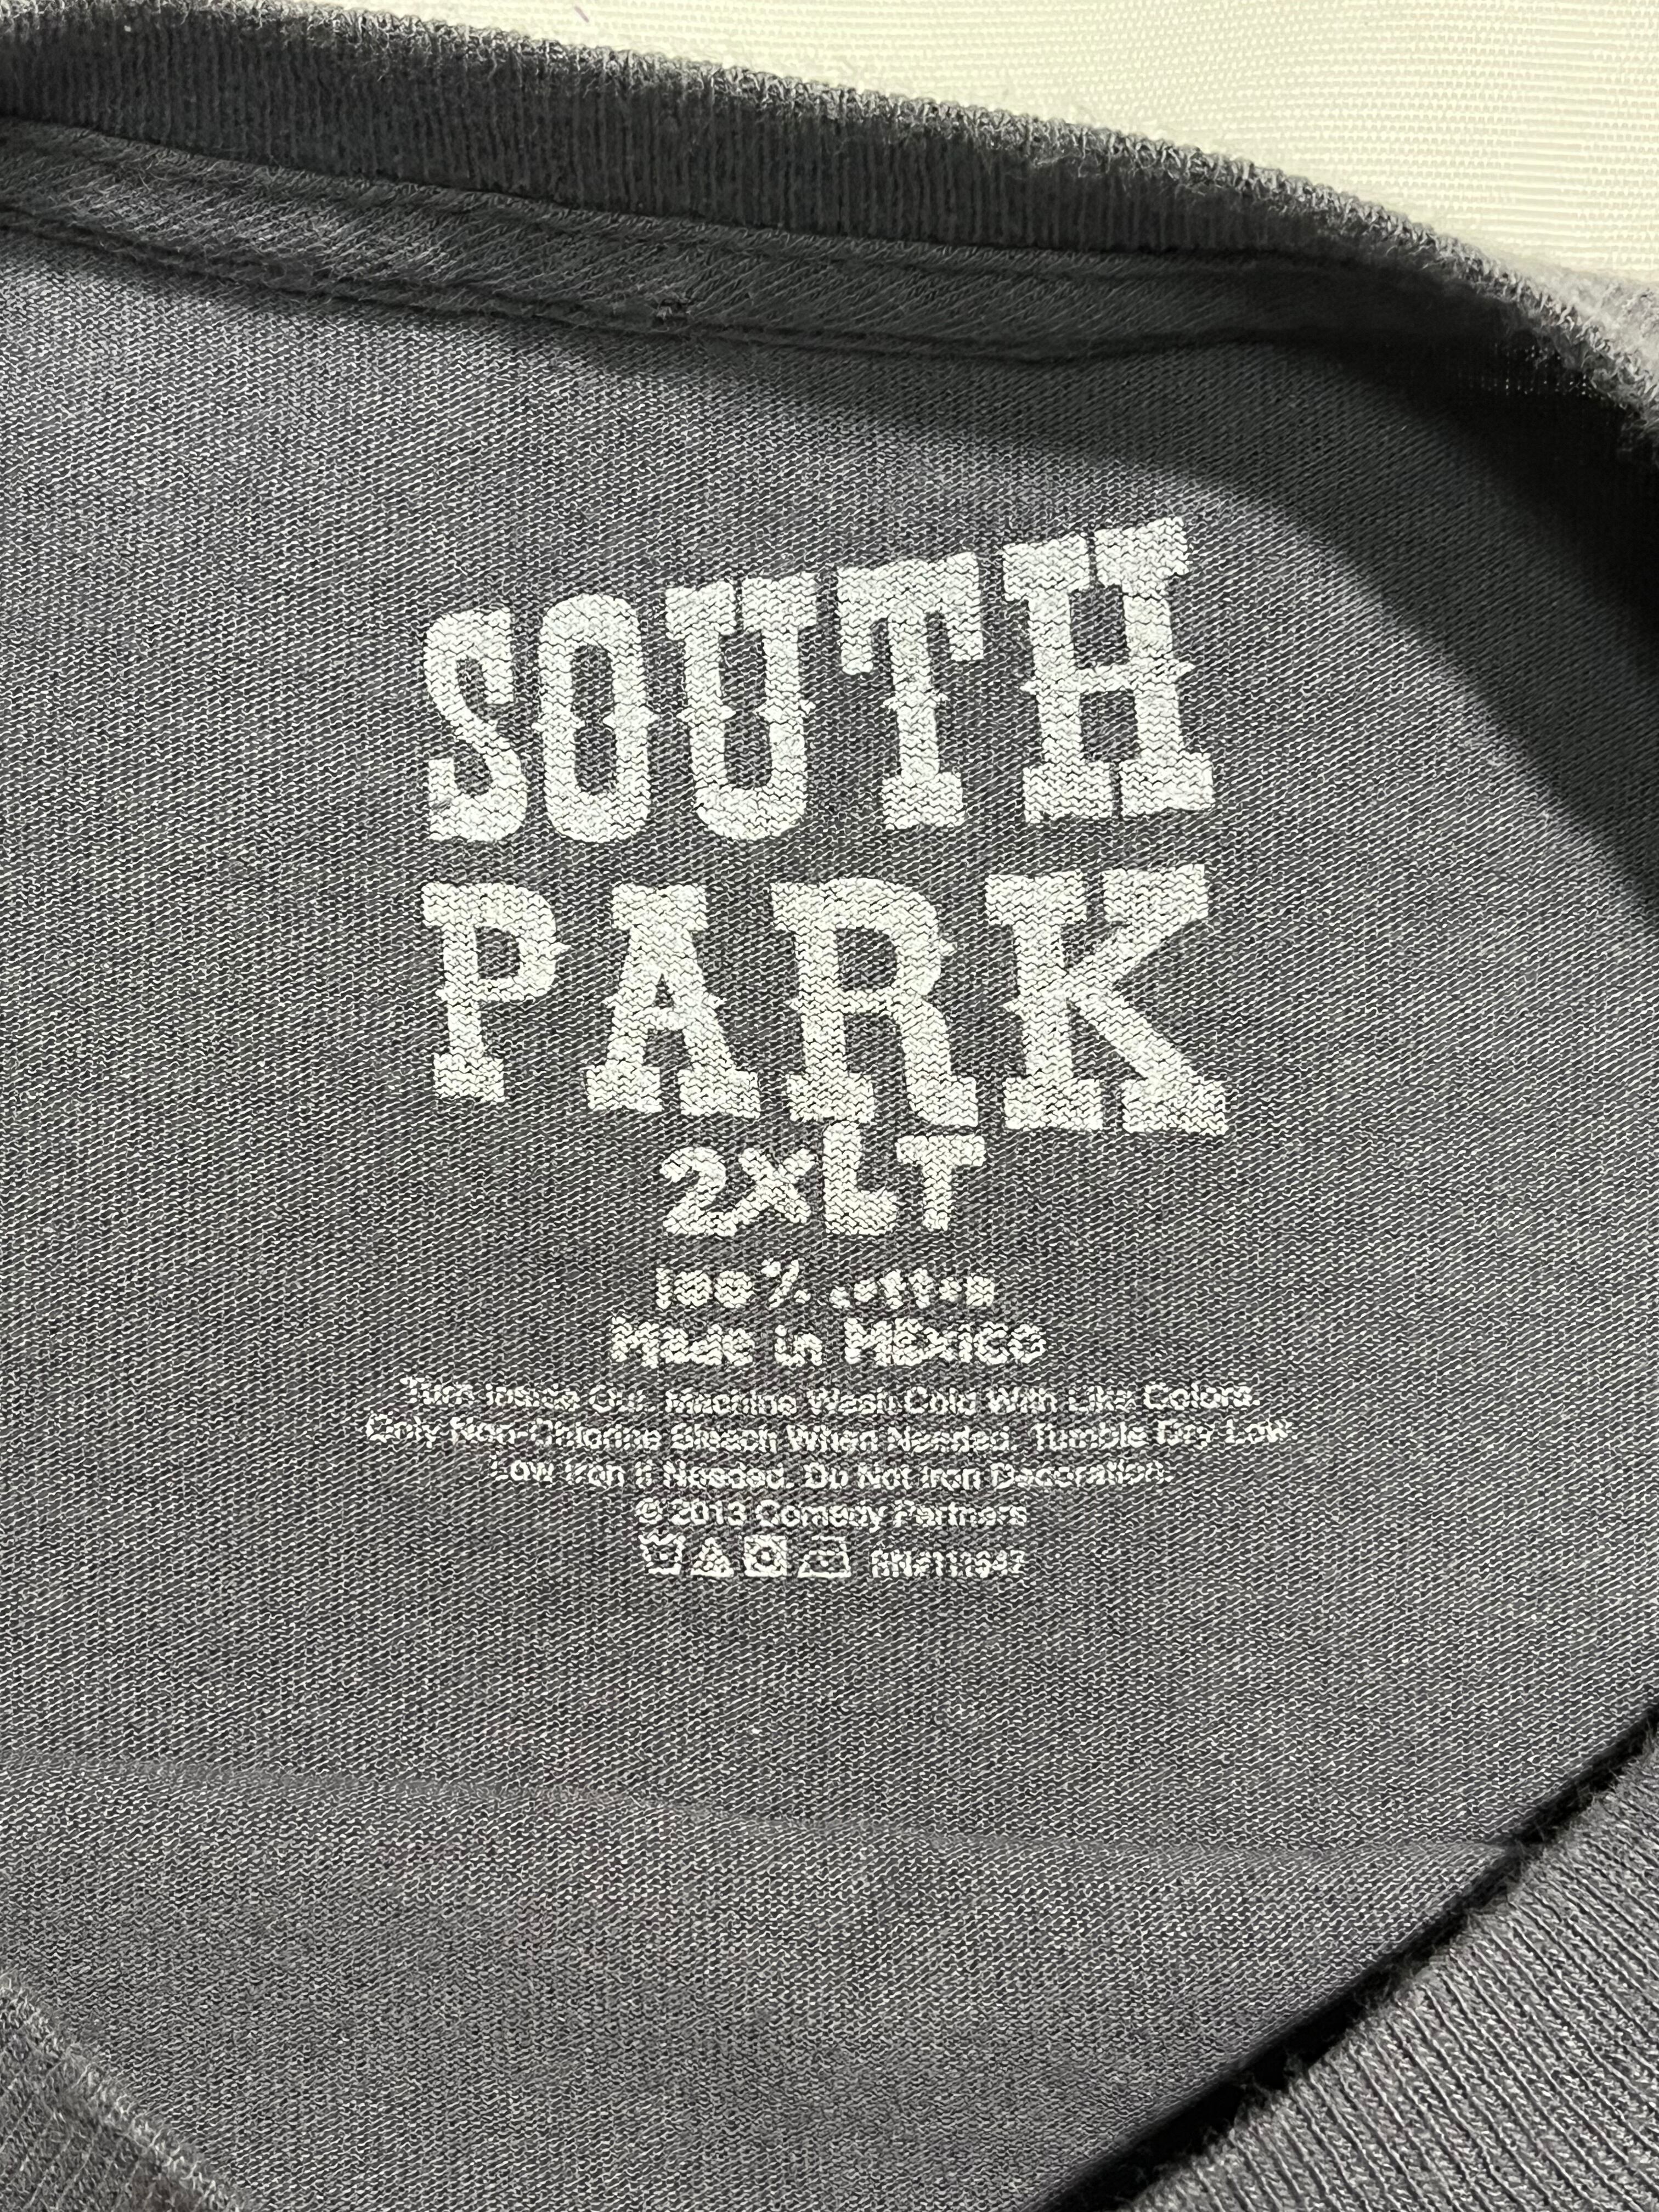 SOUTH
PARK
2XLT
100% cotton
Made in MEXICO
Turn Inside Out. Machine Wash Cold With Like Colors.
Only Non-Chlorine Bleach When Needed. Tumble Dry Low
Low Iron If Needed. Do Not Iron Decoration.
© 2013 Comedy Partners